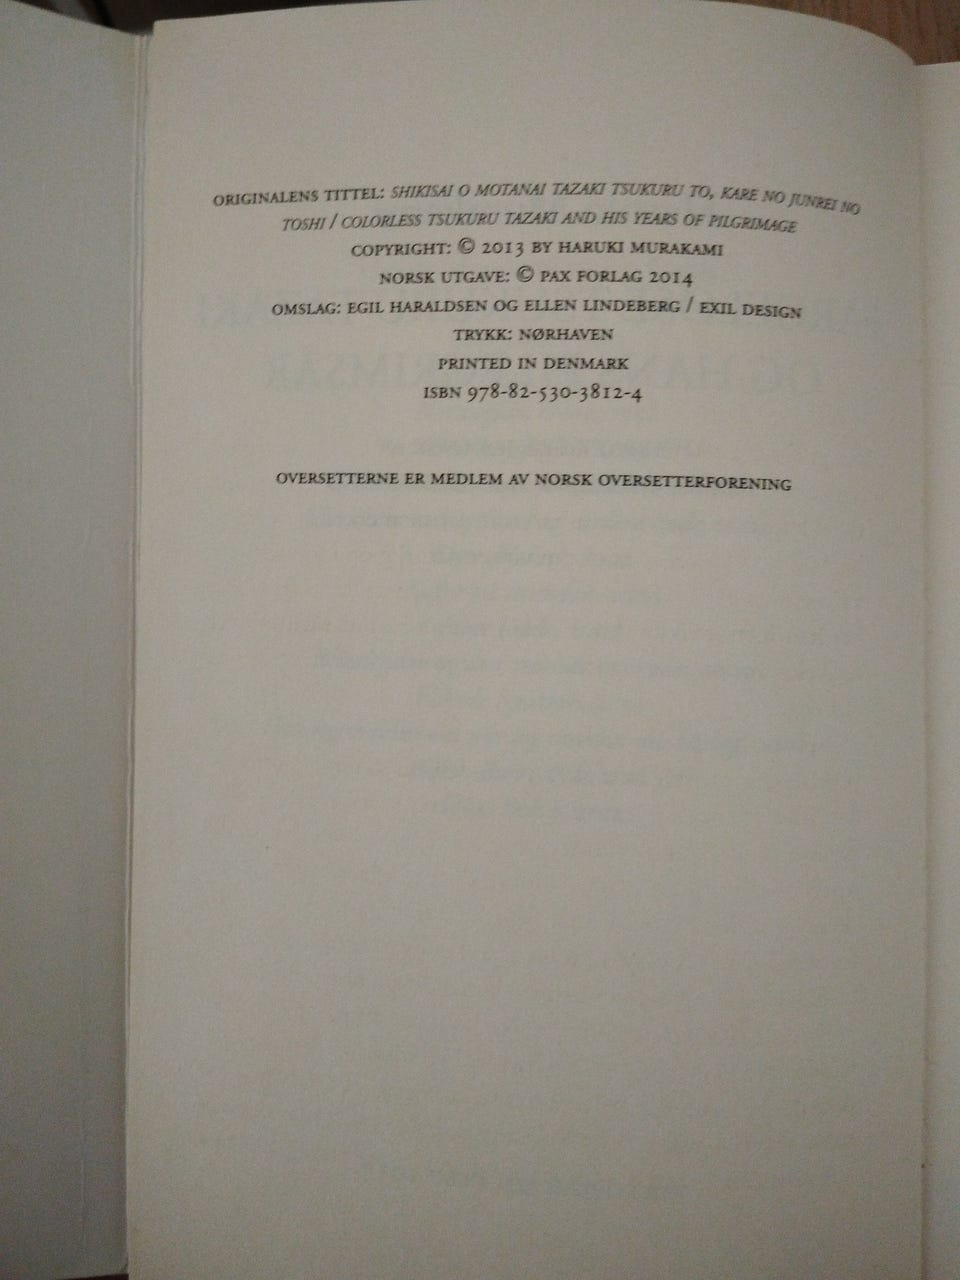 ORIGINALENS TITTEL: SHIKISAI O MOTANAI TAZAKI TSUKURU TO, KARE NO JUNREI NO
TOSHI / COLORLESS TSUKURU TAZAKI AND HIS YEARS OF PILGRIMAGE
COPYRIGHT: © 2013 BY HARUKI MURAKAMI
NORSK UTGAVE: © PAX FORLAG 2014
OMSLAG: EGIL HARALDSEN OG ELLEN LINDEBERG / EXIL DESIGN
TRYKK: NØRHAVEN
PRINTED IN DENMARK
ISBN 978-82-530-3812-4
OVERSETTERNE ER MEDLEM AV NORSK OVERSETTERFORENING